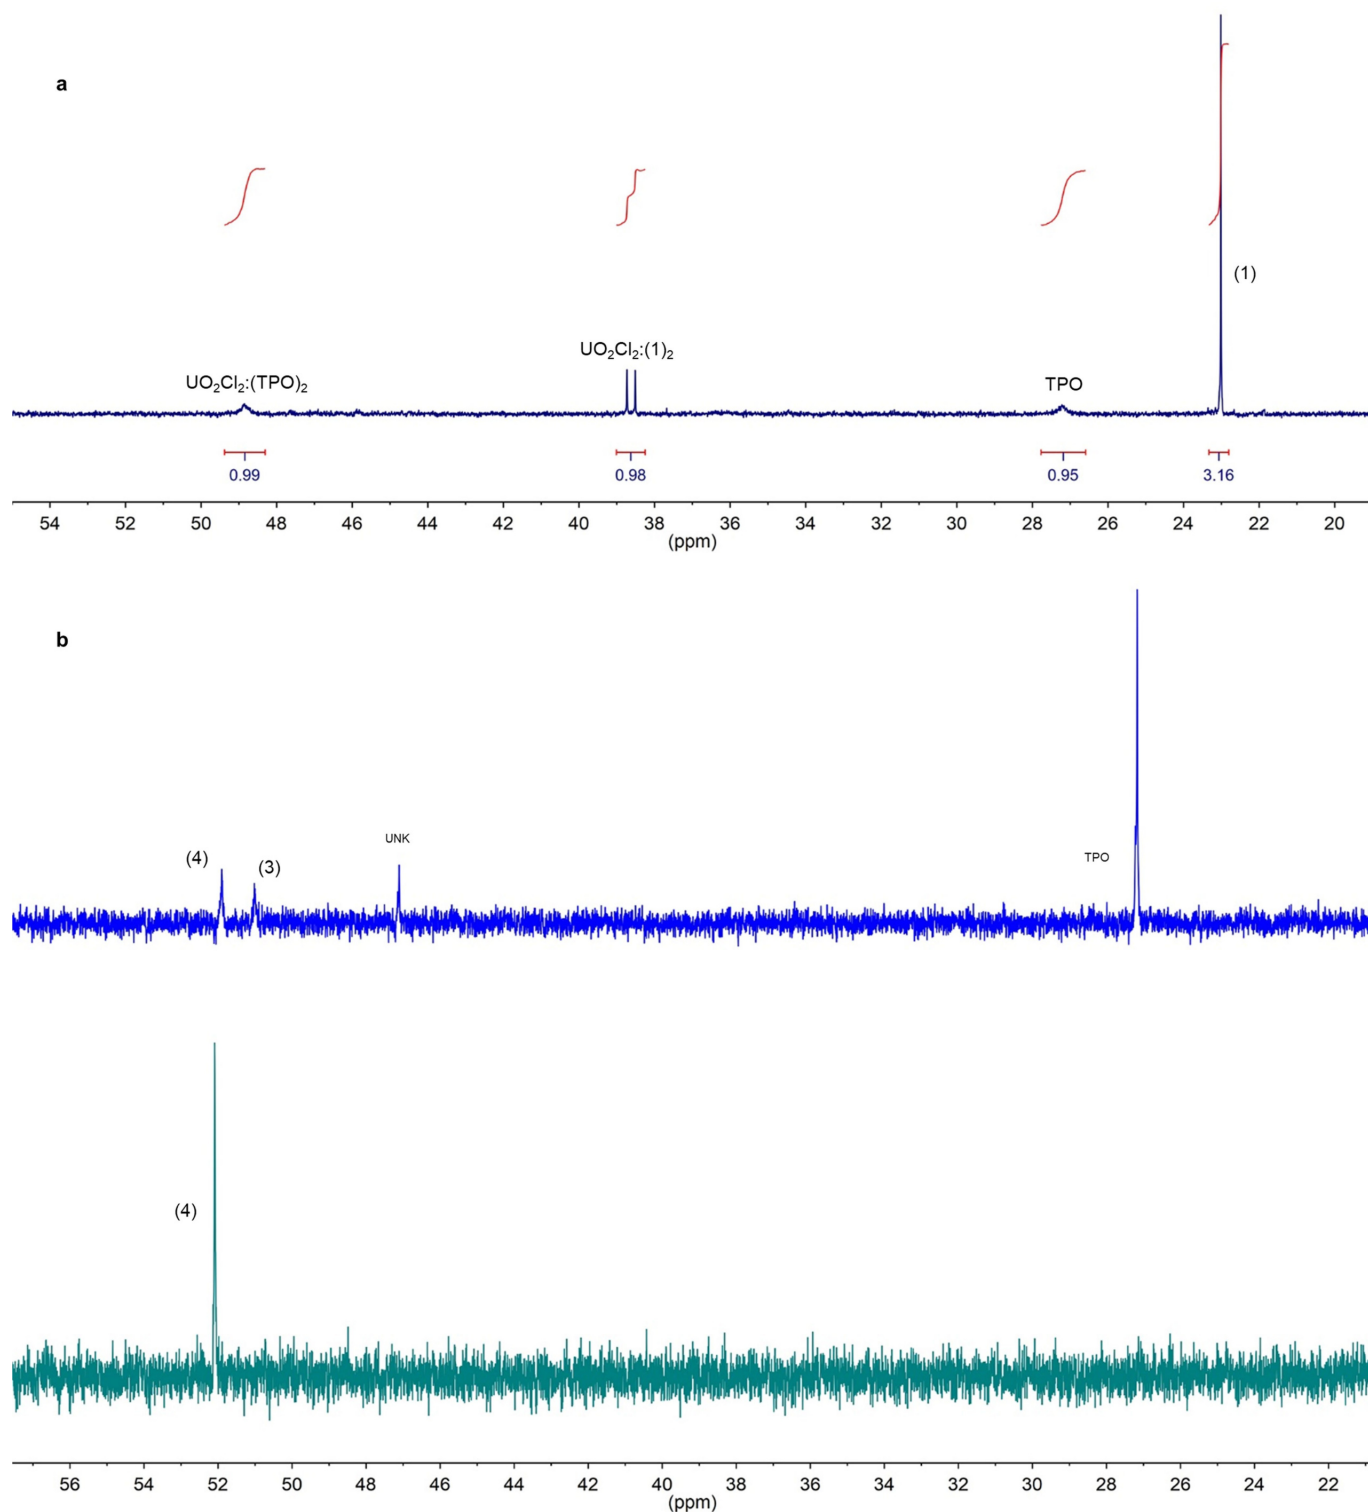 a
UO₂Cl₂:(TPO)₂
UO₂Cl₂:(1)₂
TPO
(1)
0.99 0.98 0.95 3.16
54 52 50 48 46 44 42 40 38 36 34 32 30 28 26 24 22 20
(ppm)
b
(4)
(3)
UNK
TPO
(4)
56 54 52 50 48 46 44 42 40 38 36 34 32 30 28 26 24 22
(ppm)